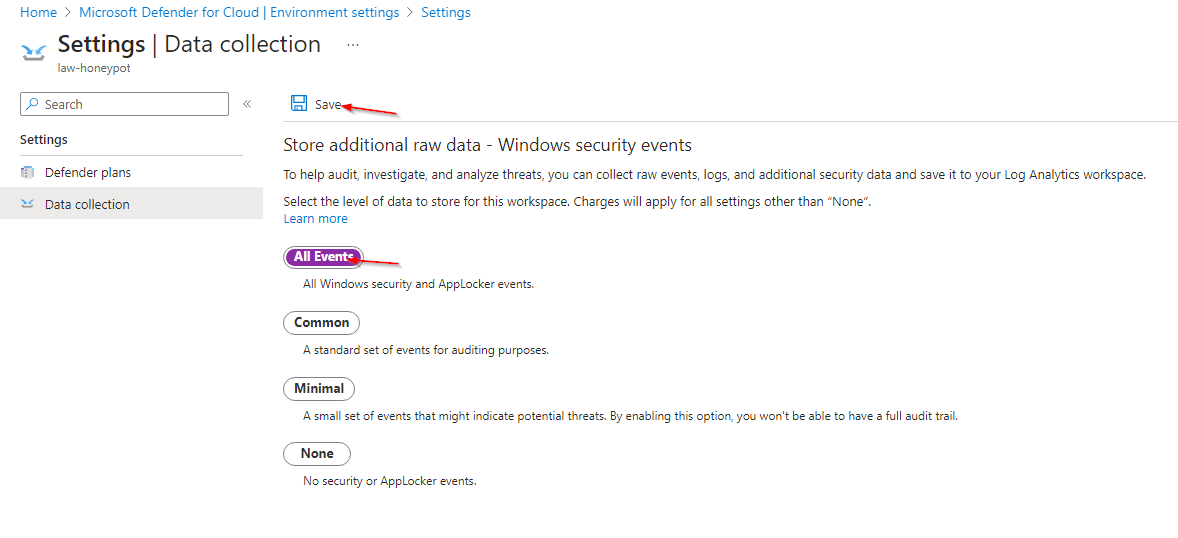 Home > Microsoft Defender for Cloud | Environment settings > Settings
Settings | Data collection ...
law-honeypot
Search «
Save
Settings
Defender plans
Data collection
Store additional raw data - Windows security events
To help audit, investigate, and analyze threats, you can collect raw events, logs, and additional security data and save it to your Log Analytics workspace.
Select the level of data to store for this workspace. Charges will apply for all settings other than “None”.
Learn more
All Events
All Windows security and AppLocker events.
Common
A standard set of events for auditing purposes.
Minimal
A small set of events that might indicate potential threats. By enabling this option, you won't be able to have a full audit trail.
None
No security or AppLocker events.